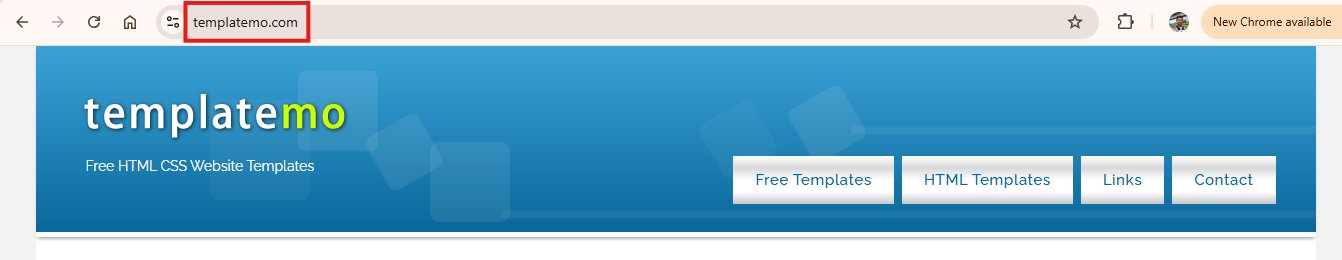 templatemo.com
New Chrome available
templatemo
Free HTML CSS Website Templates
Free Templates
HTML Templates
Links
Contact